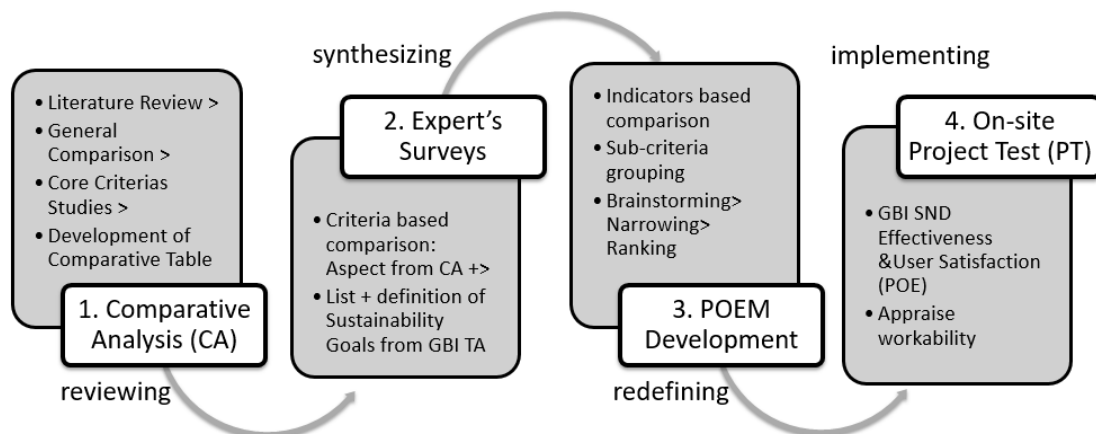 • Literature Review >
• General
Comparison >
• Core Criterias
Studies >
• Development of
Comparative Table
1. Comparative
Analysis (CA)
reviewing
synthesizing
2. Expert’s
Surveys
• Criteria based
comparison:
Aspect from CA +>
• List + definition of
Sustainability
Goals from GBI TA
• Indicators based
comparison
• Sub-criteria
grouping
• Brainstorming>
Narrowing>
Ranking
3. POEM
Development
redefining
implementing
4. On-site
Project Test (PT)
• GBI SND
Effectiveness
&User Satisfaction
(POE)
• Appraise
workability